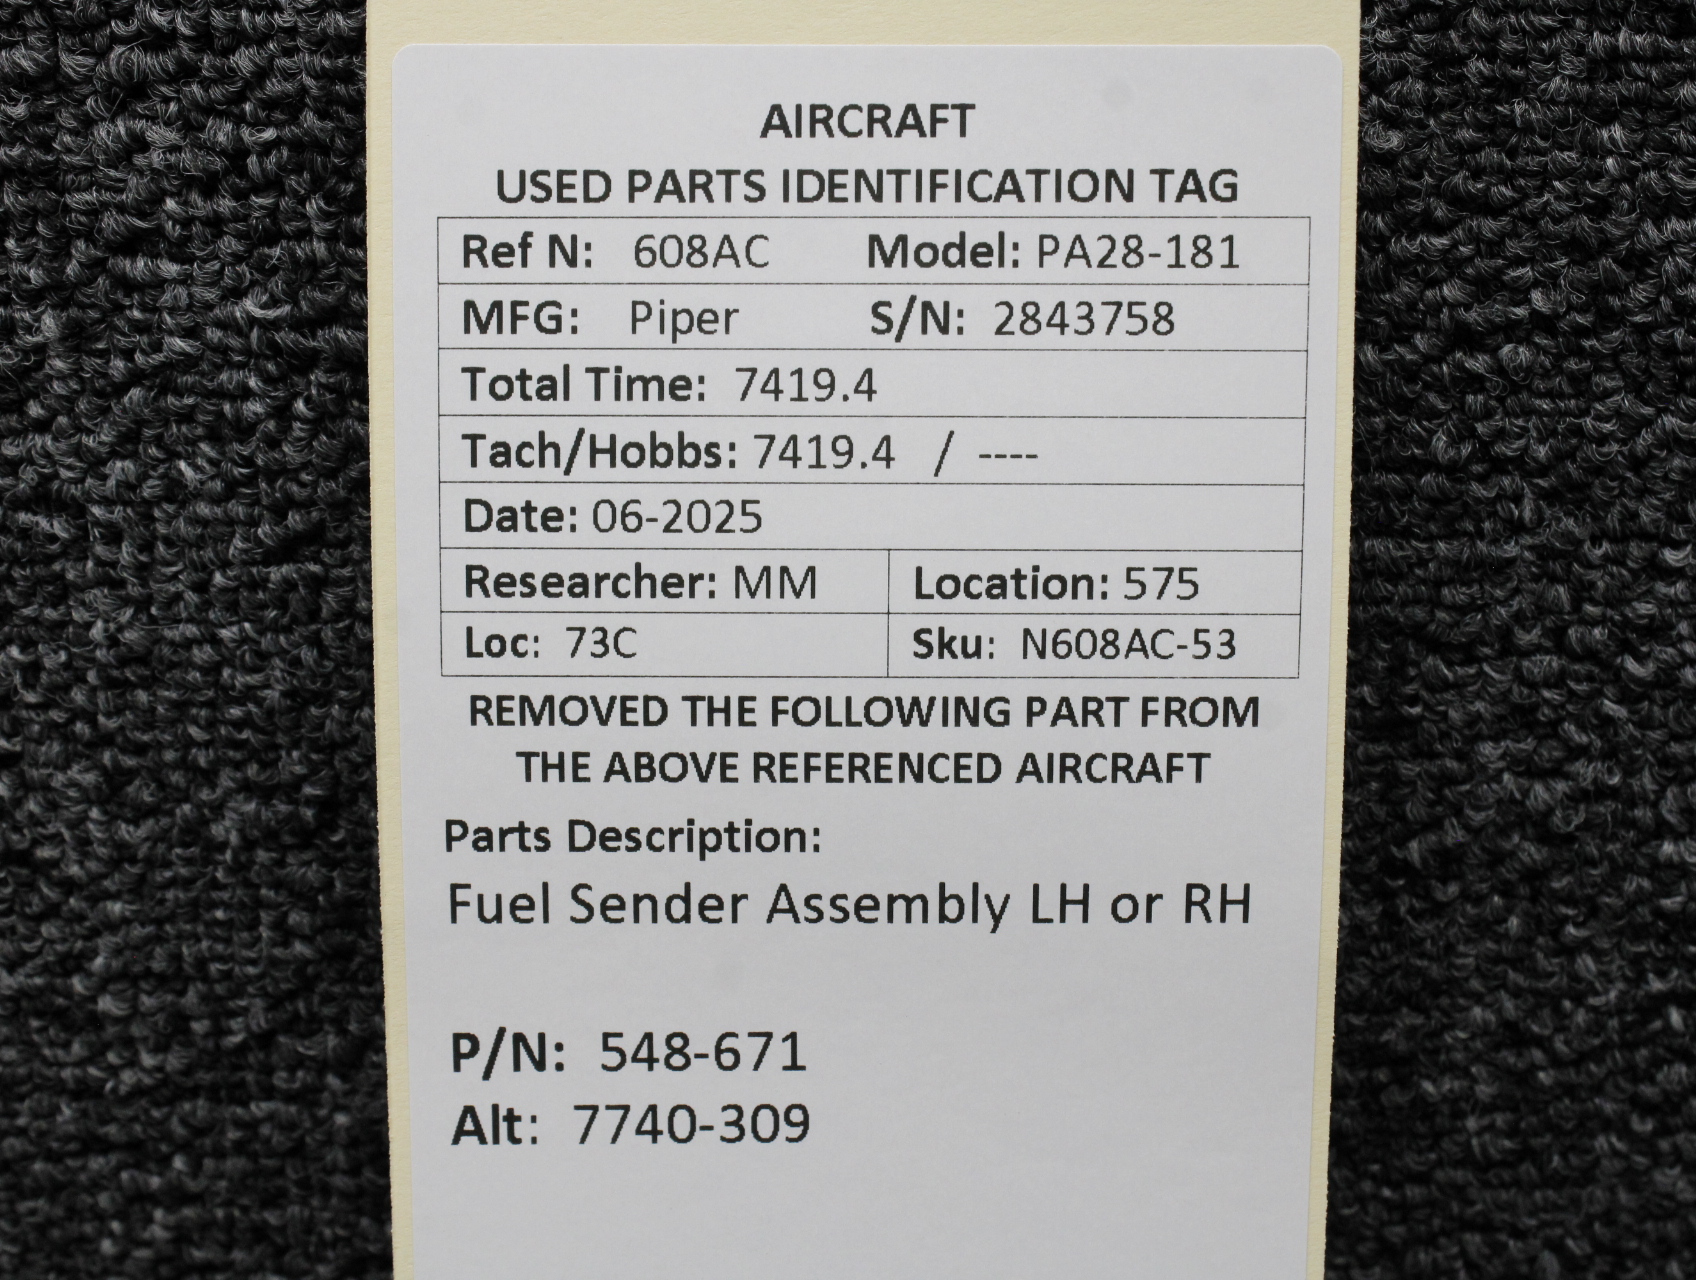 AIRCRAFT
USED PARTS IDENTIFICATION TAG
Ref N: 608AC Model: PA28-181
MFG: Piper S/N: 2843758
Total Time: 7419.4
Tach/Hobbs: 7419.4 / ----
Date: 06-2025
Researcher: MM Location: 575
Loc: 73C Sku: N608AC-53
REMOVED THE FOLLOWING PART FROM
THE ABOVE REFERENCED AIRCRAFT
Parts Description:
Fuel Sender Assembly LH or RH
P/N: 548-671
Alt: 7740-309